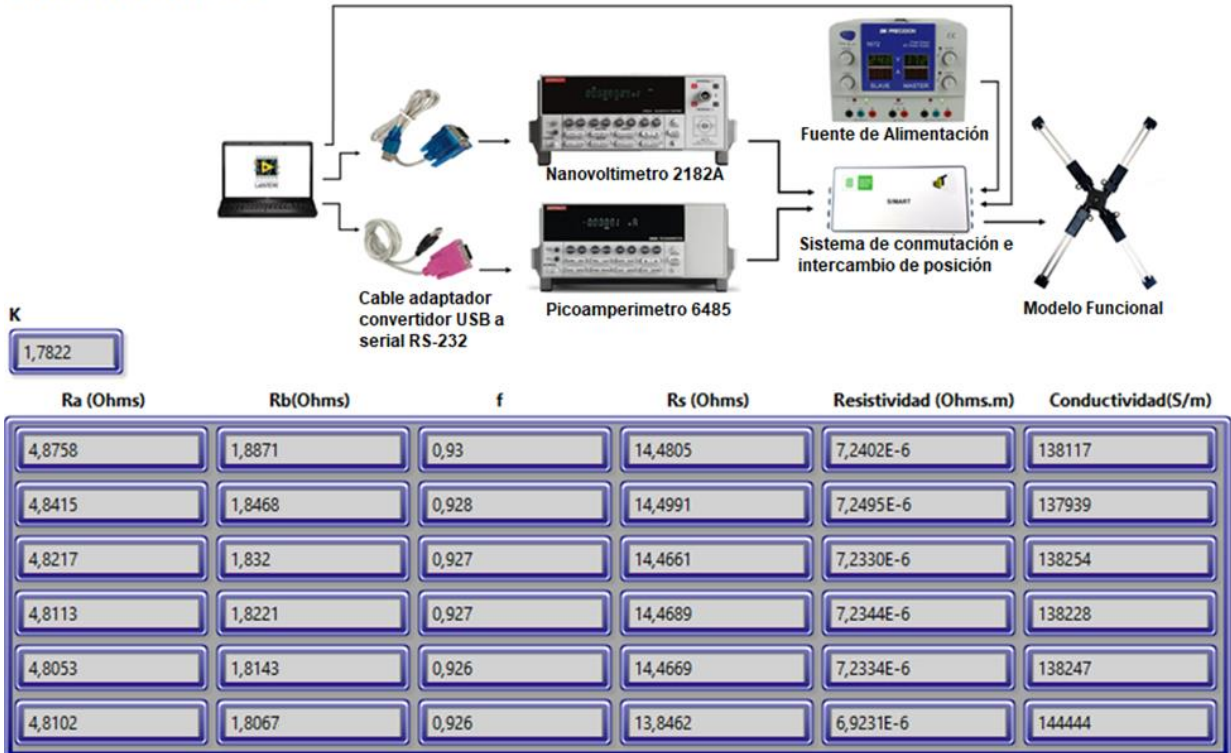 BK PRECISION
SLAVE MASTER
Fuente de Alimentación
LabVIEW
Nanovoltimetro 2182A
SIMART
Sistema de conmutación e
intercambio de posición
Cable adaptador
convertidor USB a
serial RS-232
Picoamperimetro 6485
Modelo Funcional
K
1,7822
Ra (Ohms) Rb(Ohms) f Rs (Ohms) Resistividad (Ohms.m) Conductividad(S/m)
4,8758 1,8871 0,93 14,4805 7,2402E-6 138117
4,8415 1,8468 0,928 14,4991 7,2495E-6 137939
4,8217 1,832 0,927 14,4661 7,2330E-6 138254
4,8113 1,8221 0,927 14,4689 7,2344E-6 138228
4,8053 1,8143 0,926 14,4669 7,2334E-6 138247
4,8102 1,8067 0,926 13,8462 6,9231E-6 144444